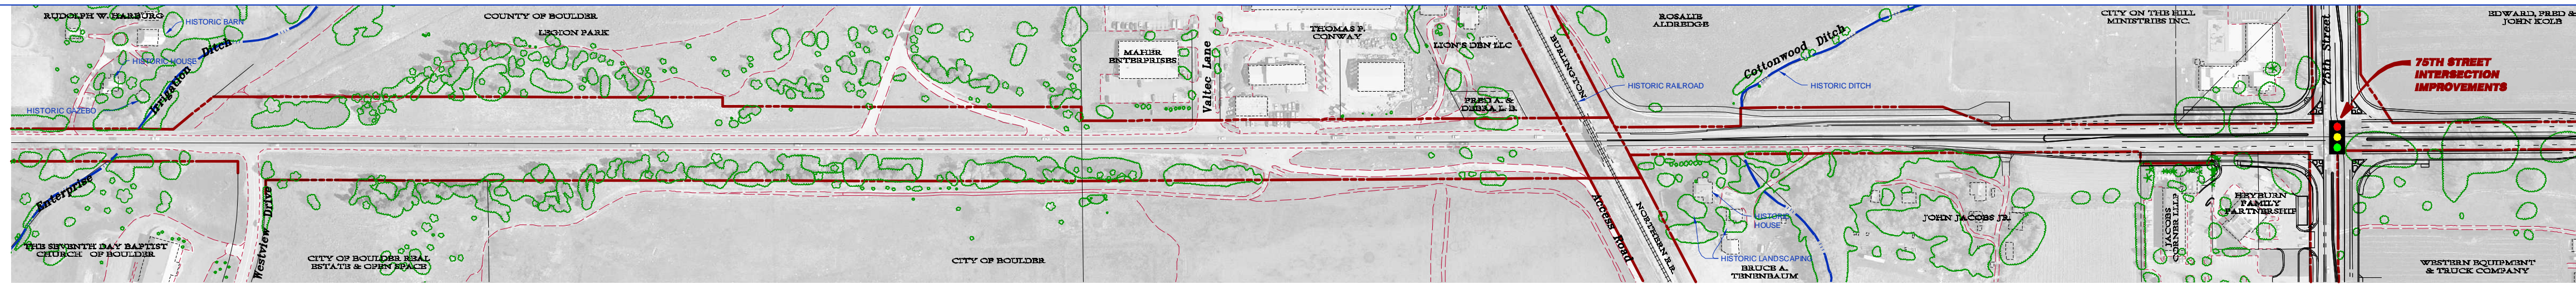 RUDOLPH W. HARBURG
HISTORIC BARN
Irrigation Ditch
HISTORIC HOUSE
HISTORIC GAZEBO
Enterprise
THE SEVENTH DAY BAPTIST
CHURCH OF BOULDER
Westview Drive
COUNTY OF BOULDER
LEGION PARK
CITY OF BOULDER REAL
ESTATE & OPEN SPACE
CITY OF BOULDER
MAHER
ENTERPRISES
Valtec Lane
THOMAS P.
CONWAY
LION'S DEN LLC
FRED A. &
DEBRA L. B.
BURLINGTON
NORTHERN R.R.
Access Road
HISTORIC RAILROAD
ROSALIE
ALDREDGE
Cottonwood Ditch
HISTORIC DITCH
HISTORIC
HOUSE
HISTORIC LANDSCAPING
BRUCE A.
TENENBAUM
JOHN JACOBS JR.
CITY ON THE HILL
MINISTRIES INC.
JACOBS
CORNER LLLP
HEYBURN
FAMILY
PARTNERSHIP
75th Street
75TH STREET
INTERSECTION
IMPROVEMENTS
EDWARD, FRED &
JOHN KOLB
WESTERN EQUIPMENT
& TRUCK COMPANY